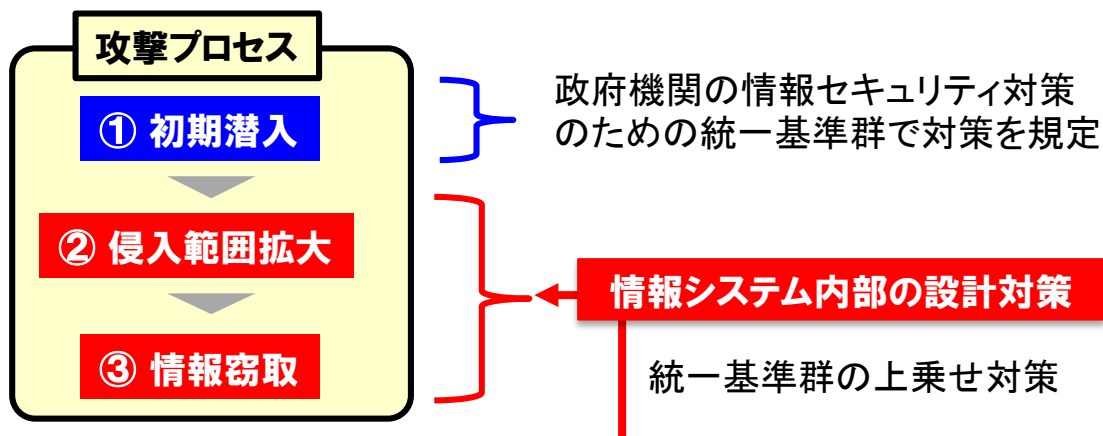 攻撃プロセス
① 初期潜入
政府機関の情報セキュリティ対策
のための統一基準群で対策を規定
② 侵入範囲拡大
情報システム内部の設計対策
③ 情報窃取
統一基準群の上乗せ対策